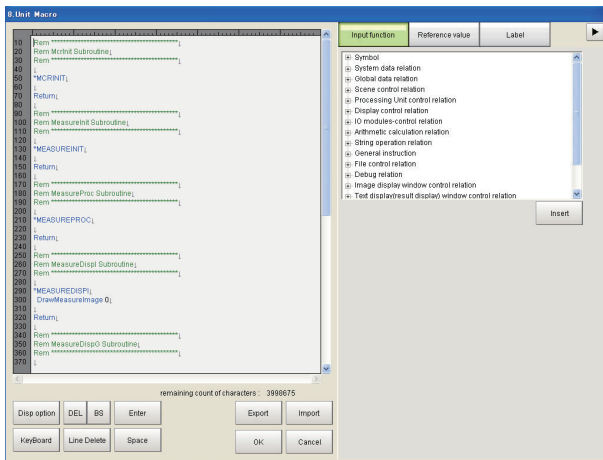 8.Unit Macro
10 Rem ****************************************↓
20 Rem McrInit Subroutine↓
30 Rem ****************************************↓
40 ↓
50 *MCRINIT↓
60 ↓
70 Return↓
80 ↓
90 Rem ****************************************↓
100 Rem MeasureInit Subroutine↓
110 Rem ****************************************↓
120 ↓
130 *MEASUREINIT↓
140 ↓
150 Return↓
160 ↓
170 Rem ****************************************↓
180 Rem MeasureProc Subroutine↓
190 Rem ****************************************↓
200 ↓
210 *MEASUREPROC↓
220 ↓
230 Return↓
240 ↓
250 Rem ****************************************↓
260 Rem MeasureDispI Subroutine↓
270 Rem ****************************************↓
280 ↓
290 *MEASUREDISPI↓
300 DrawMeasureImage 0↓
310 ↓
320 Return↓
330 ↓
340 Rem ****************************************↓
350 Rem MeasureDispG Subroutine↓
360 Rem ****************************************↓
370 ↓
remaining count of characters : 3998675
Disp option DEL BS Enter Export Import
KeyBoard Line Delete Space OK Cancel
Input function Reference value Label
Symbol
System data relation
Global data relation
Scene control relation
Processing Unit control relation
Display control relation
IO modules-control relation
Arithmetic calculation relation
String operation relation
General instruction
File control relation
Debug relation
Image display window control relation
Text display(result display) window control relation
Insert